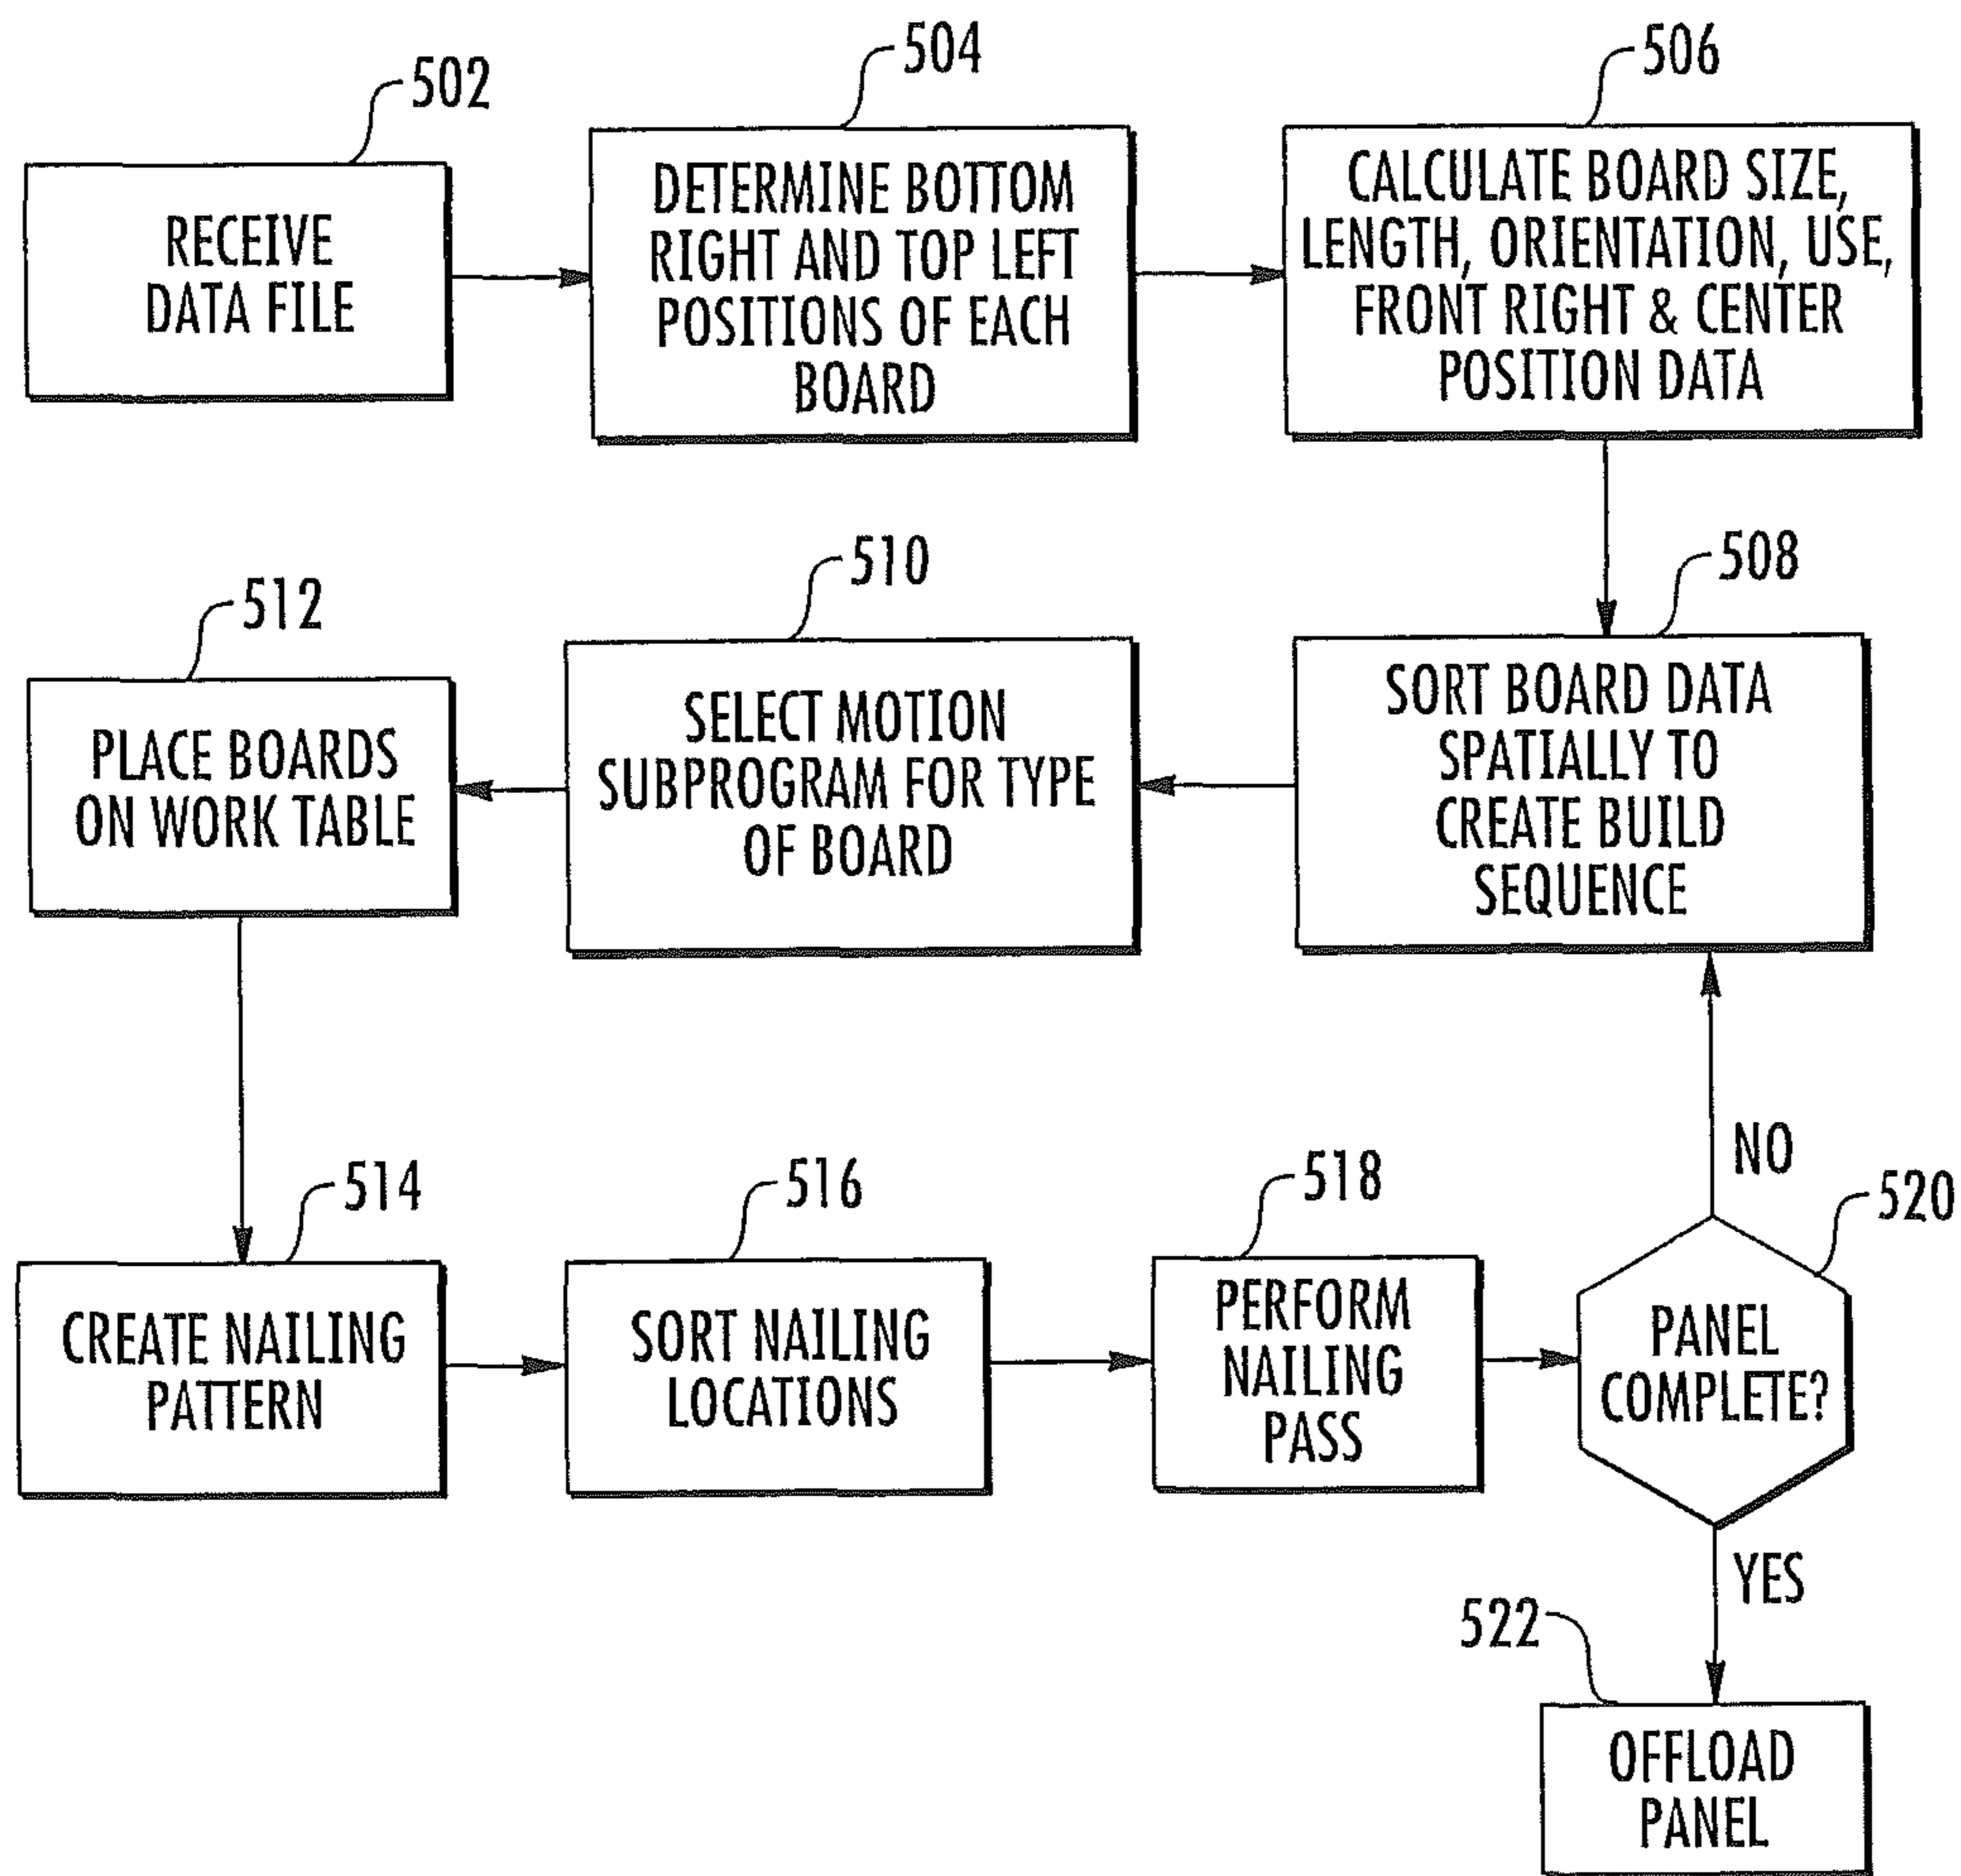 502
RECEIVE
DATA FILE
504
DETERMINE BOTTOM
RIGHT AND TOP LEFT
POSITIONS OF EACH
BOARD
506
CALCULATE BOARD SIZE,
LENGTH, ORIENTATION, USE,
FRONT RIGHT & CENTER
POSITION DATA
508
SORT BOARD DATA
SPATIALLY TO
CREATE BUILD
SEQUENCE
510
SELECT MOTION
SUBPROGRAM FOR TYPE
OF BOARD
512
PLACE BOARDS
ON WORK TABLE
514
CREATE NAILING
PATTERN
516
SORT NAILING
LOCATIONS
518
PERFORM
NAILING
PASS
520
PANEL
COMPLETE?
NO
YES
522
OFFLOAD
PANEL